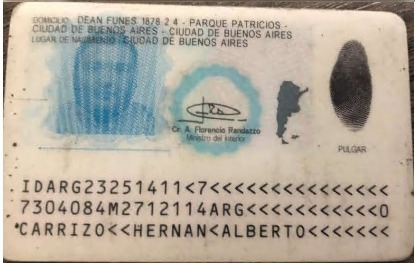 DOMICILIO: DEAN FUNES 1878 2 4 - PARQUE PATRICIOS -
CIUDAD DE BUENOS AIRES - CIUDAD DE BUENOS AIRES
LUGAR DE NACIMIENTO: CIUDAD DE BUENOS AIRES
Cr. A. Florencio Randazzo
Ministro del Interior
PULGAR
IDARG23251411<7<<<<<<<<<<<<<<<
7304084M2712114ARG<<<<<<<<<<<0
CARRIZO<<HERNAN<ALBERTO<<<<<<<